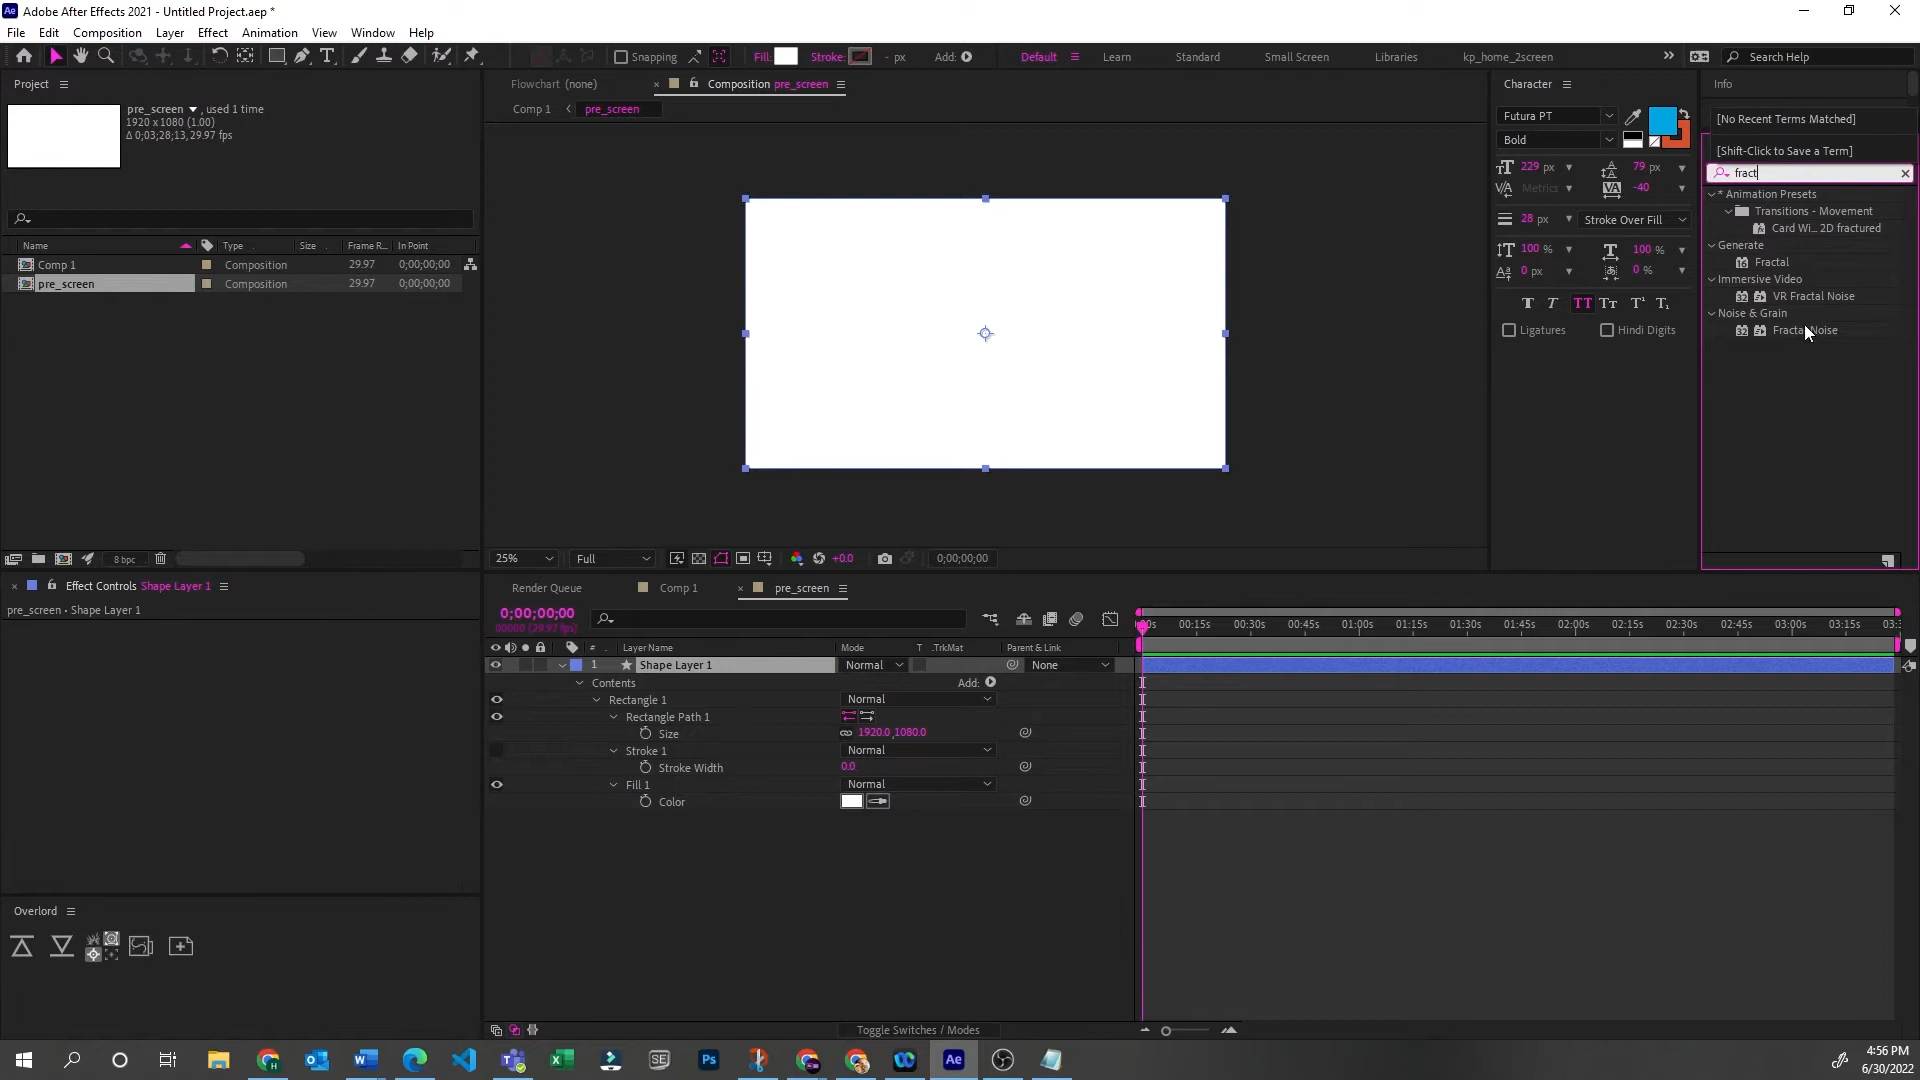 Adobe After Effects 2021 - Untitled Project.aep *
File Edit Composition Layer Effect Animation View Window Help
Snapping Fill: Stroke: - px Add: Default Learn Standard Small Screen Libraries kp_home_2screen Search Help
Project
pre_screen , used 1 time
1920 x 1080 (1.00)
Δ 0;03;28;13, 29.97 fps
Name Type Size Frame R... In Point
Comp 1 Composition 29.97 0;00;00;00
pre_screen Composition 29.97 0;00;00;00
8 bpc
Flowchart (none) Composition pre_screen
Comp 1 pre_screen
25% Full +0.0 0;00;00;00
Character
Futura PT
Bold
229 px 79 px
Metrics -40
28 px Stroke Over Fill
100 % 100 %
0 px 0 %
T T TT Tт T¹ T₁
Ligatures Hindi Digits
Info
[No Recent Terms Matched]
[Shift-Click to Save a Term]
fract
* Animation Presets
Transitions - Movement
Card Wi... 2D fractured
Generate
Fractal
Immersive Video
VR Fractal Noise
Noise & Grain
Fractal Noise
Effect Controls Shape Layer 1
pre_screen • Shape Layer 1
Overlord
Render Queue Comp 1 pre_screen
0;00;00;00
00000 (29.97 fps)
# Layer Name Mode T .TrkMat Parent & Link
1 Shape Layer 1 Normal None
Contents Add:
Rectangle 1 Normal
Rectangle Path 1
Size 1920.0,1080.0
Stroke 1 Normal
Stroke Width 0.0
Fill 1 Normal
Color
00:15s 00:30s 00:45s 01:00s 01:15s 01:30s 01:45s 02:00s 02:15s 02:30s 02:45s 03:00s 03:15s
Toggle Switches / Modes
4:56 PM
6/30/2022